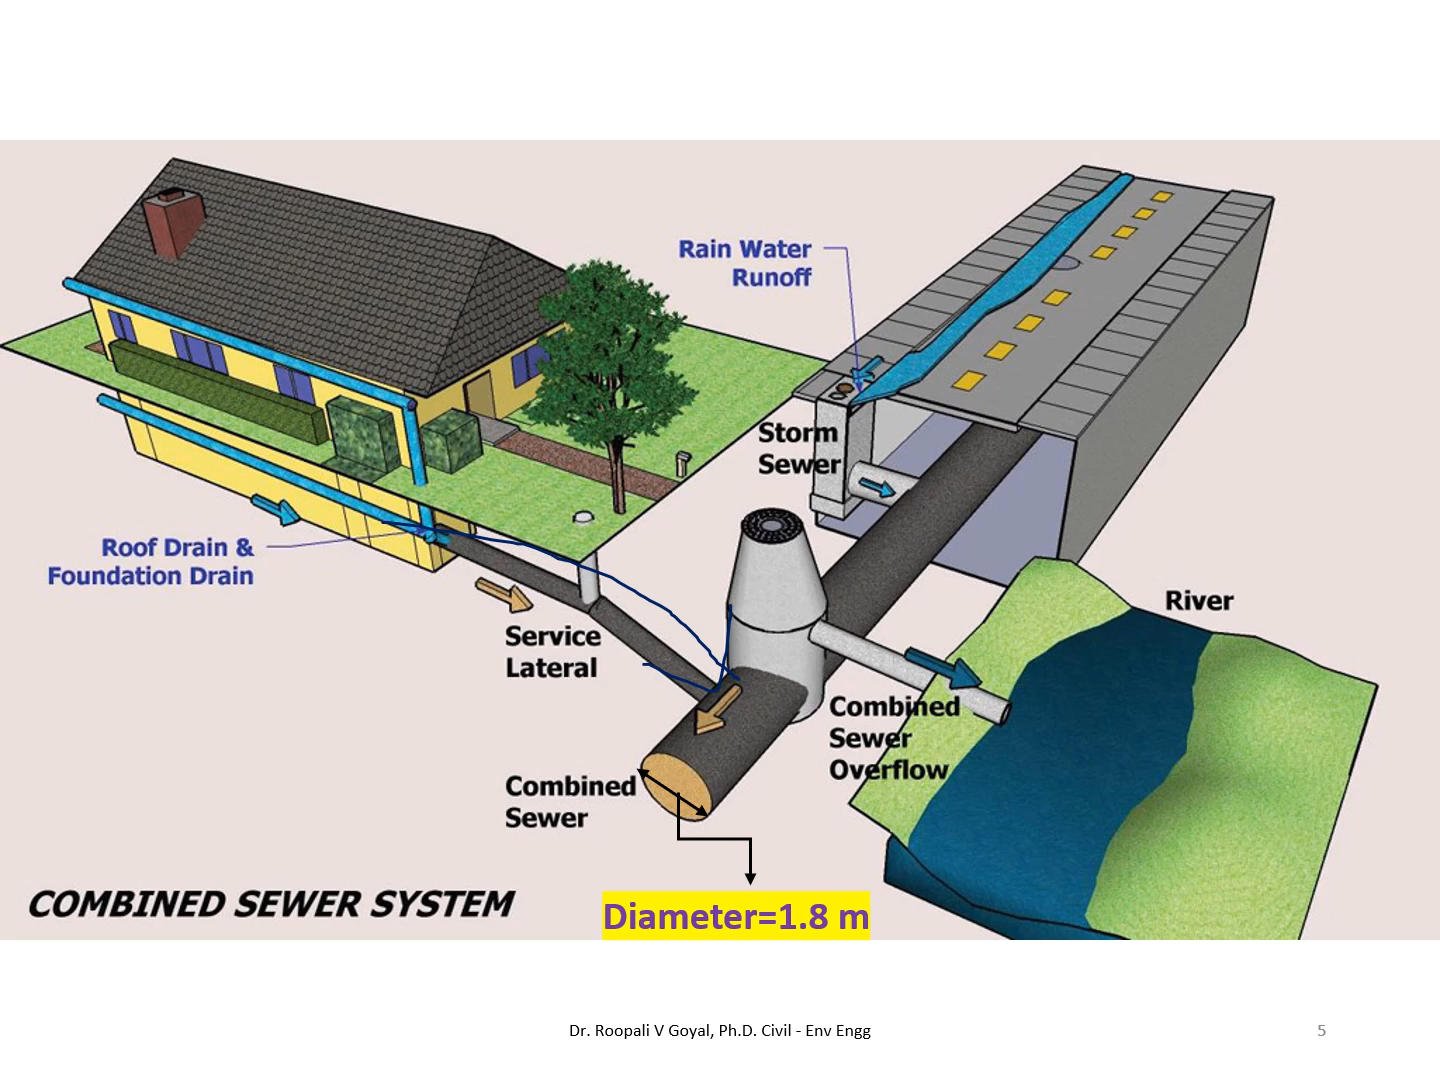 Rain Water
Runoff
Storm
Sewer
Roof Drain &
Foundation Drain
Service
Lateral
River
Combined
Sewer
Overflow
Combined
Sewer
COMBINED SEWER SYSTEM
Diameter=1.8 m
Dr. Roopali V Goyal, Ph.D. Civil - Env Engg
5